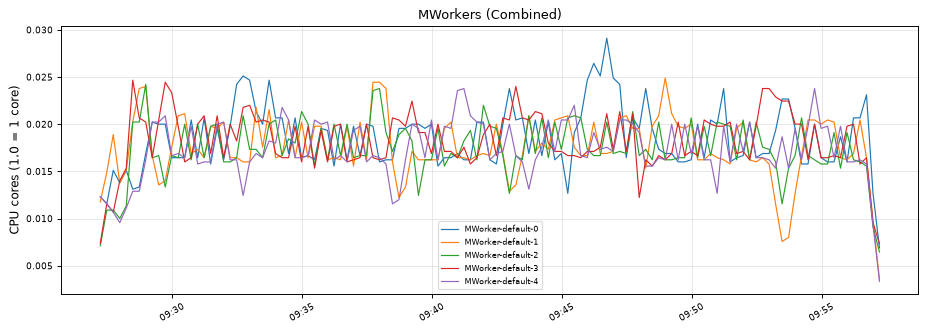 MWorkers (Combined)
CPU cores (1.0 = 1 core)
0.030
0.025
0.020
0.015
0.010
0.005
MWorker-default-0
MWorker-default-1
MWorker-default-2
MWorker-default-3
MWorker-default-4
09:30
09:35
09:40
09:45
09:50
09:55